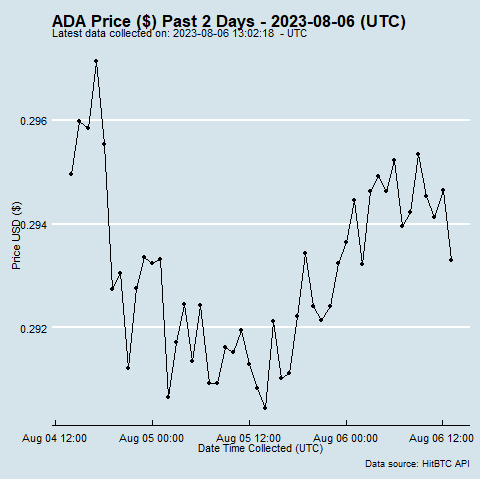 ADA Price ($) Past 2 Days - 2023-08-06 (UTC)
Latest data collected on: 2023-08-06 13:02:18 - UTC
0.296
0.294
0.292
Price USD ($)
Aug 04 12:00 Aug 05 00:00 Aug 05 12:00 Aug 06 00:00 Aug 06 12:00
Date Time Collected (UTC)
Data source: HitBTC API